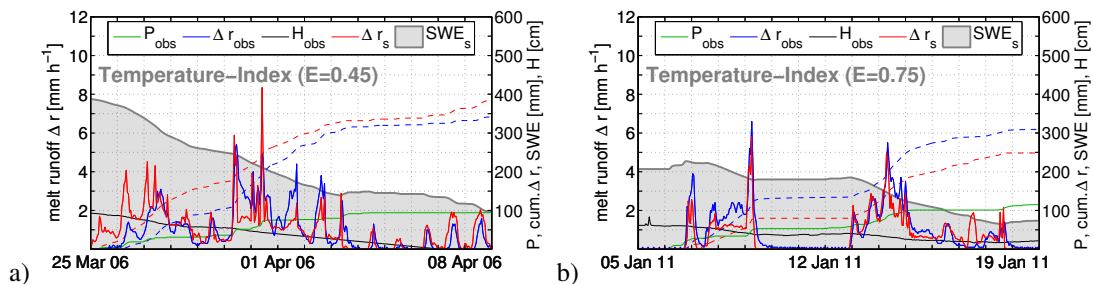 12 600
P_obs Δ r_obs H_obs Δ r_s SWE_s
10 500
Temperature−Index (E=0.45)
8 400
6 300
4 200
2 100
melt runoff Δ r [mm h⁻¹]
P, cum.Δ r, SWE [mm], H [cm]
25 Mar 06 01 Apr 06 08 Apr 06
a)
12 600
P_obs Δ r_obs H_obs Δ r_s SWE_s
10 500
Temperature−Index (E=0.75)
8 400
6 300
4 200
2 100
melt runoff Δ r [mm h⁻¹]
P, cum.Δ r, SWE [mm], H [cm]
05 Jan 11 12 Jan 11 19 Jan 11
b)